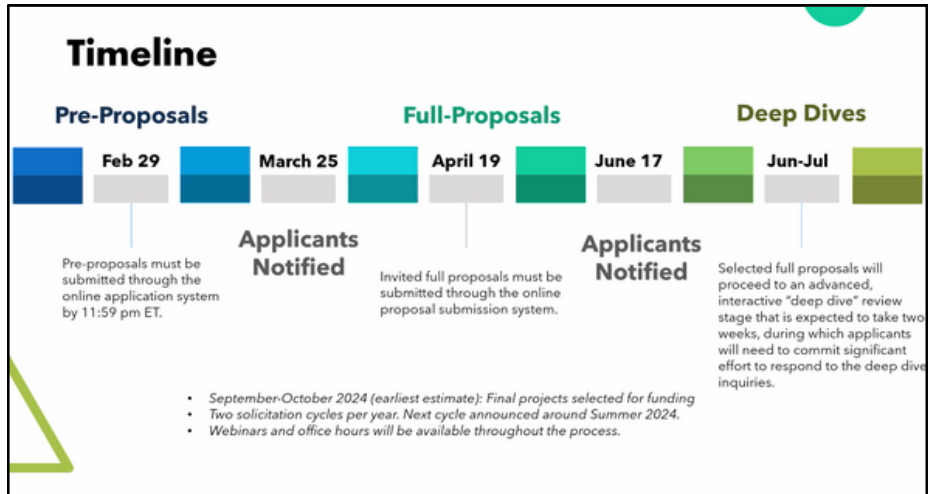 Timeline
Pre-Proposals
Full-Proposals
Deep Dives
Feb 29
March 25
April 19
June 17
Jun-Jul
Pre-proposals must be
submitted through the
online application system
by 11:59 pm ET.
Applicants
Notified
Invited full proposals must be
submitted through the online
proposal submission system.
Applicants
Notified
Selected full proposals will
proceed to an advanced,
interactive “deep dive” review
stage that is expected to take two
weeks, during which applicants
will need to commit significant
effort to respond to the deep dive
inquiries.
• September-October 2024 (earliest estimate): Final projects selected for funding
• Two solicitation cycles per year. Next cycle announced around Summer 2024.
• Webinars and office hours will be available throughout the process.